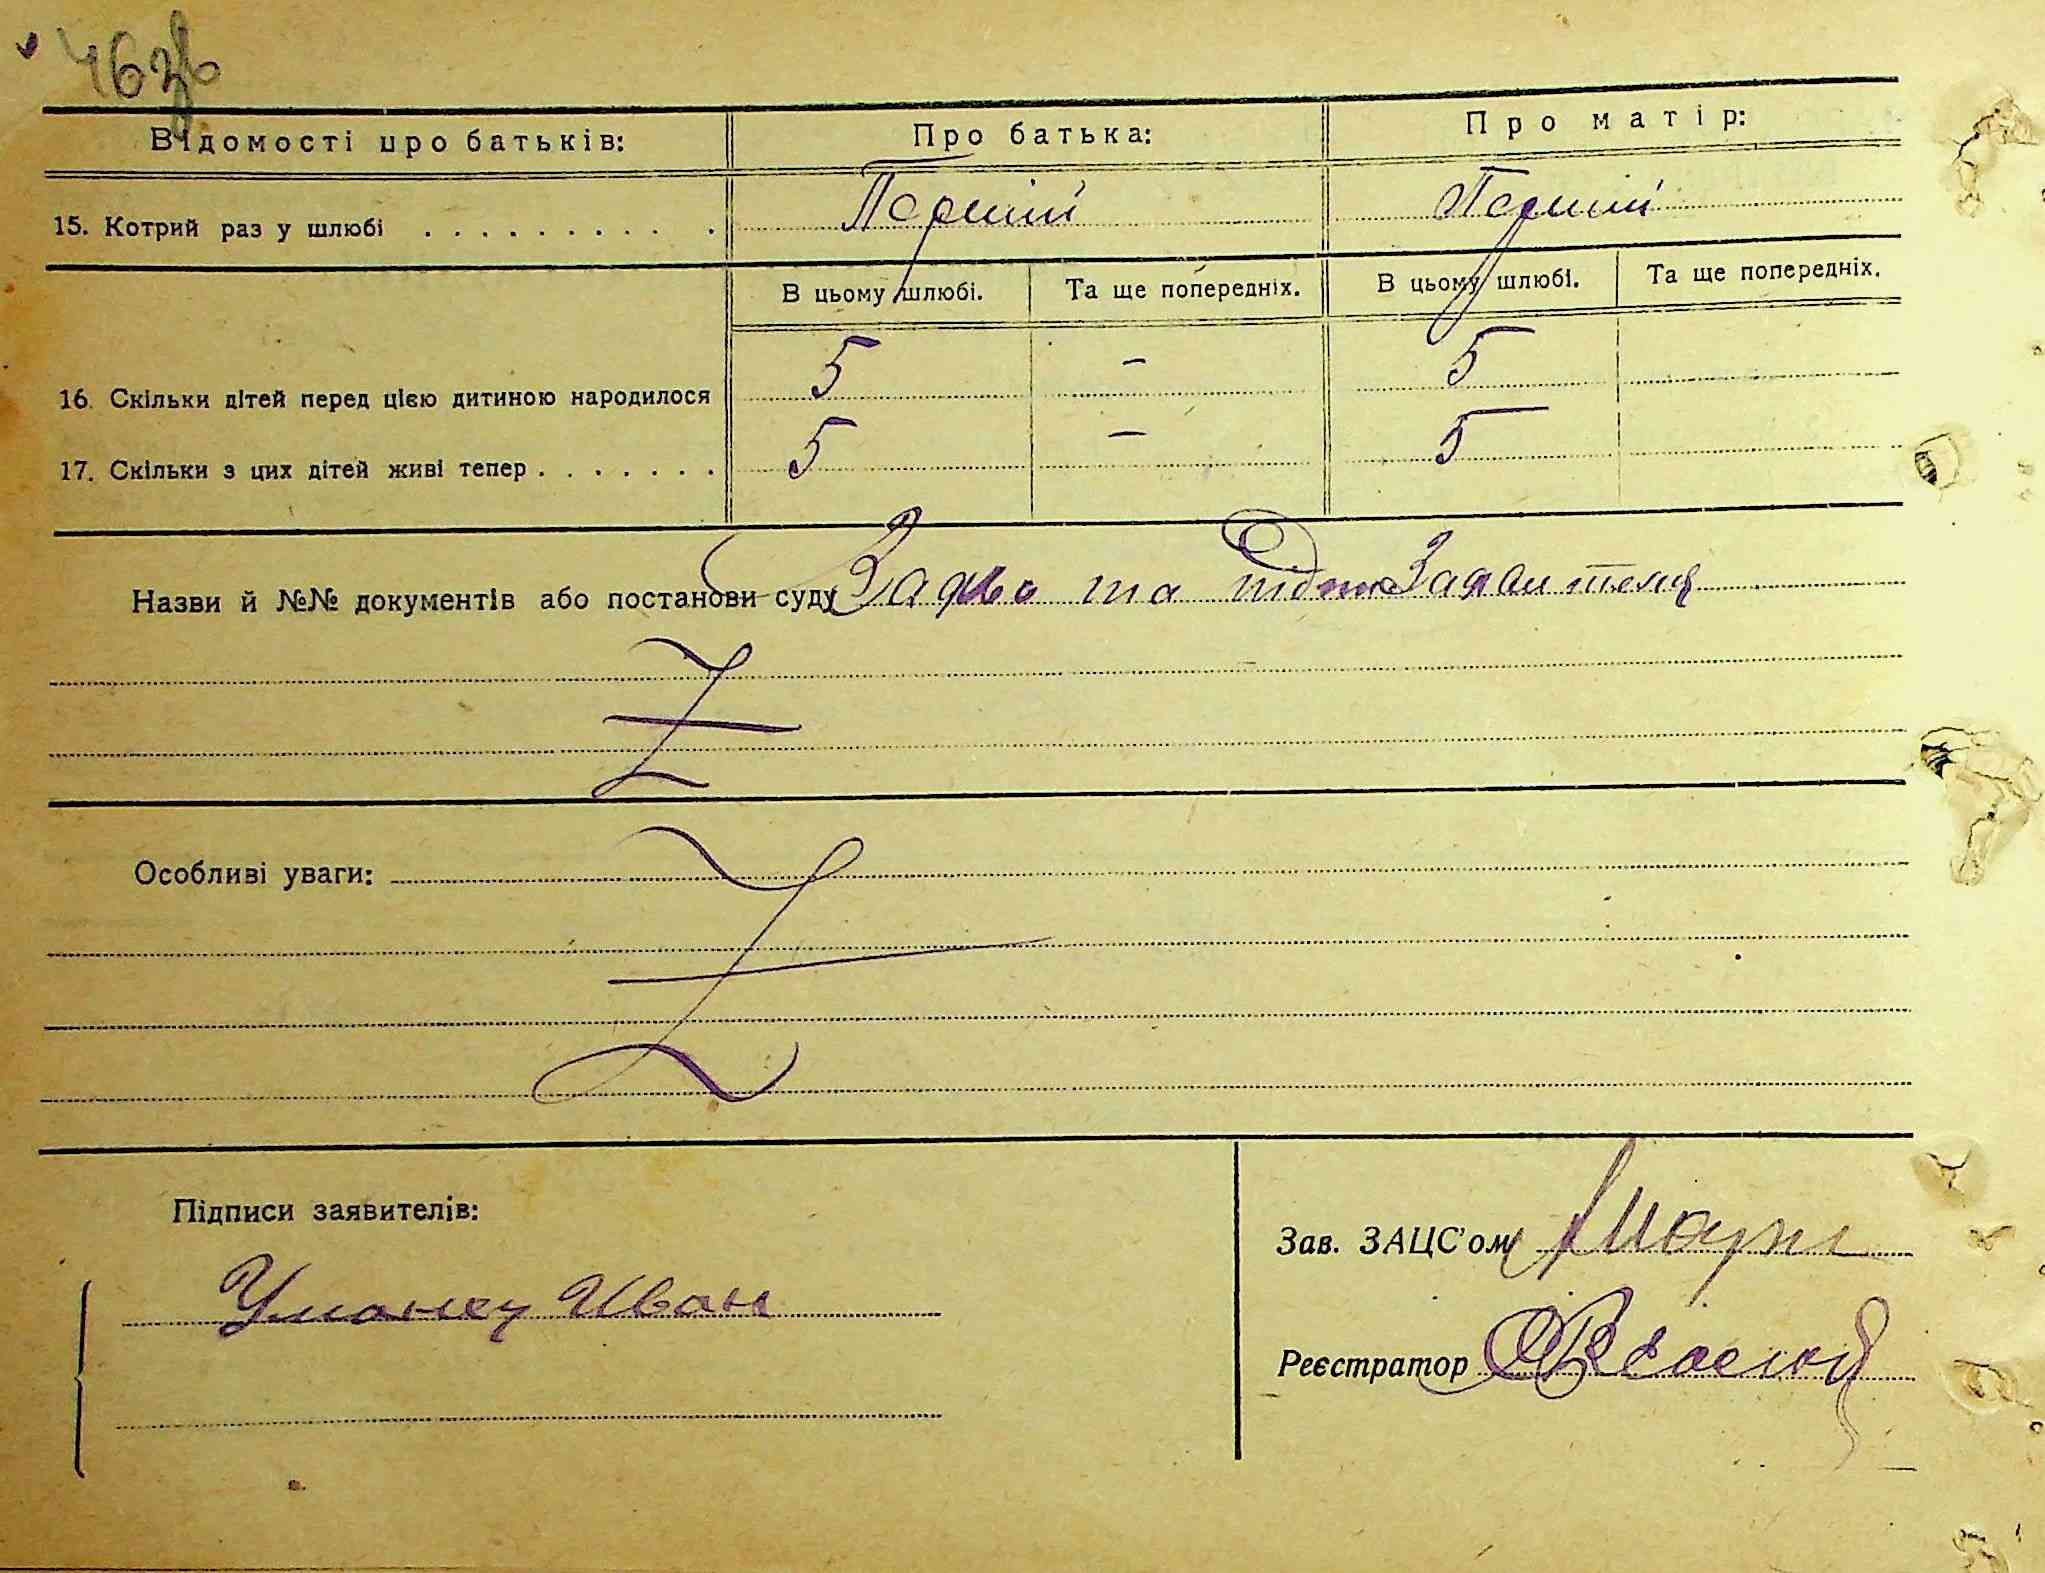 46 зв
Відомості про батьків: Про батька: Про матір:
15. Котрий раз у шлюбі . . . . . . . . . . Перший Перший
В цьому шлюбі. Та ще попередніх. В цьому шлюбі. Та ще попередніх.
16. Скільки дітей перед цією дитиною народилося 5 – 5
17. Скільки з цих дітей живі тепер . . . . . . . 5 – 5
Назви й №№ документів або постанови суду Заява та підпис Заявителя
Особливі уваги:
Підписи заявителів:
Зав. ЗАЦС'ом
Уманец Иван
Реєстратор